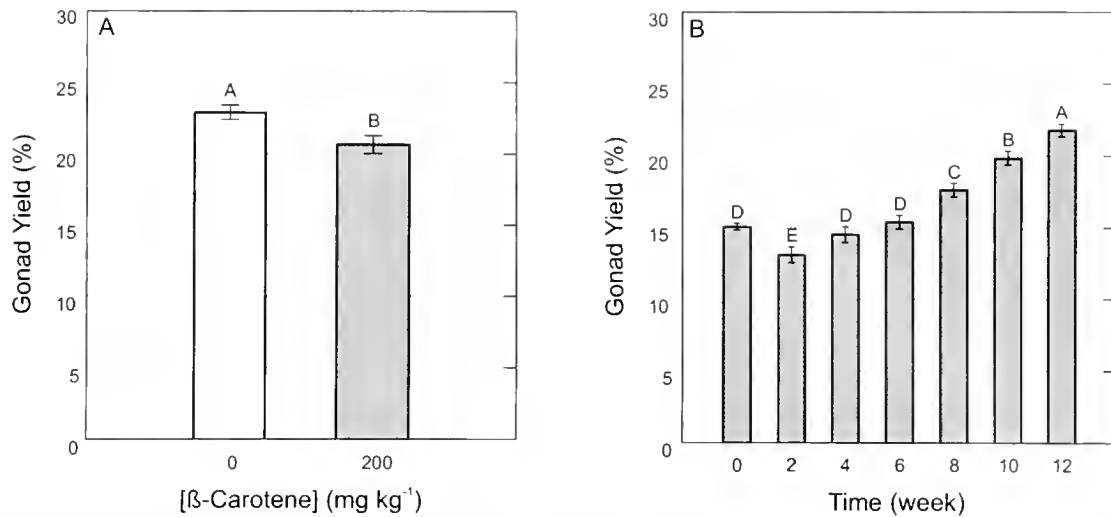 A
30
25
20
15
10
5
0
Gonad Yield (%)
A
B
0
200
[ß-Carotene] (mg kg⁻¹)
B
30
25
20
15
10
5
0
Gonad Yield (%)
D
E
D
D
C
B
A
0 2 4 6 8 10 12
Time (week)